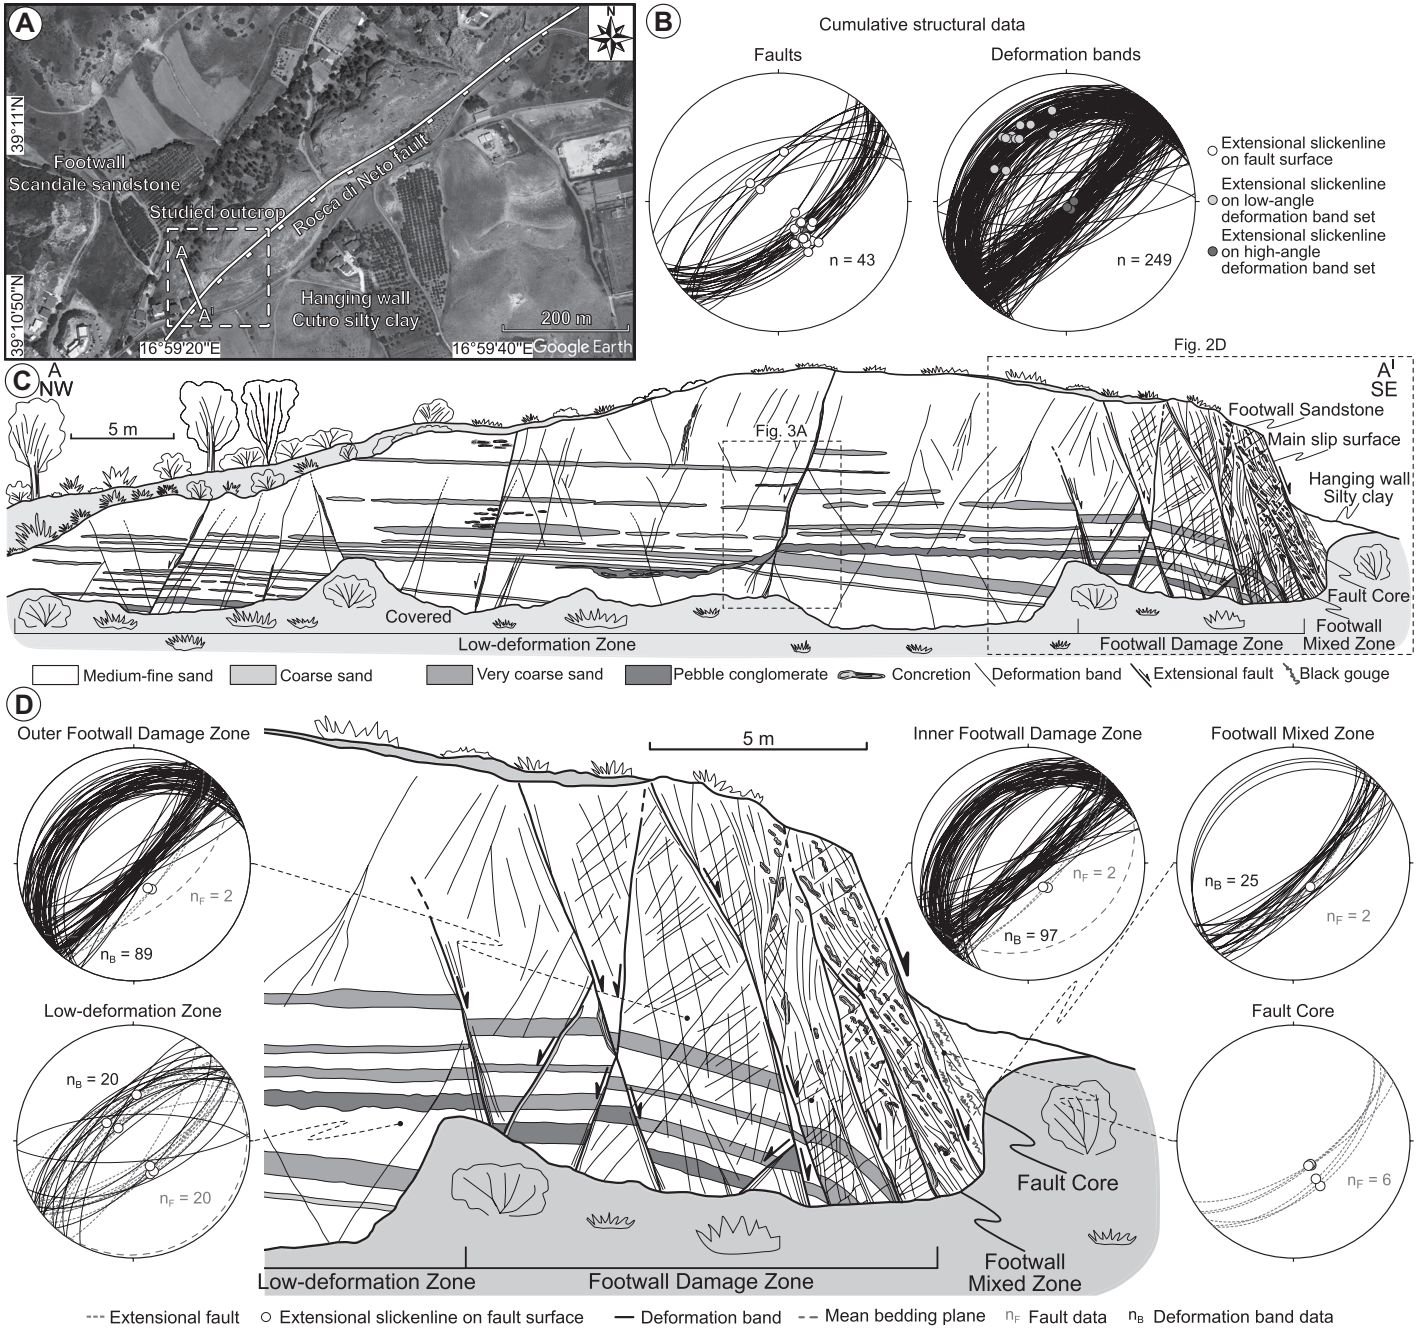 A
N
39°11'N
39°10'50"N
Footwall
Scandale sandstone
Studied outcrop
Rocca di Neto fault
A
A'
Hanging wall
Cutro silty clay
200 m
16°59'20"E
16°59'40"E
Google Earth
B
Cumulative structural data
Faults
Deformation bands
n = 43
n = 249
Extensional slickenline
on fault surface
Extensional slickenline
on low-angle
deformation band set
Extensional slickenline
on high-angle
deformation band set
C
A
NW
5 m
Fig. 3A
Fig. 2D
A'
SE
Footwall Sandstone
Main slip surface
Hanging wall
Silty clay
Fault Core
Footwall
Mixed Zone
Covered
Low-deformation Zone
Footwall Damage Zone
Medium-fine sand
Coarse sand
Very coarse sand
Pebble conglomerate
Concretion
Deformation band
Extensional fault
Black gouge
D
Outer Footwall Damage Zone
nF = 2
nB = 89
Low-deformation Zone
nB = 20
nF = 20
5 m
Inner Footwall Damage Zone
nF = 2
nB = 97
Footwall Mixed Zone
nB = 25
nF = 2
Fault Core
nF = 6
Fault Core
Footwall
Mixed Zone
Low-deformation Zone
Footwall Damage Zone
Extensional fault
Extensional slickenline on fault surface
Deformation band
Mean bedding plane
nF Fault data
nB Deformation band data